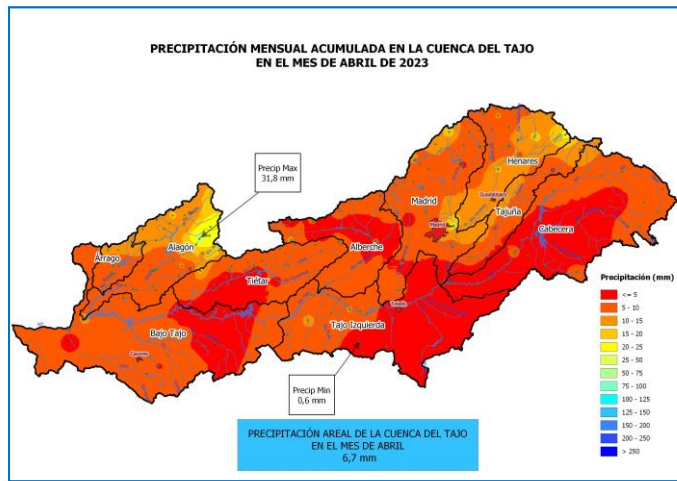 PRECIPITACIÓN MENSUAL ACUMULADA EN LA CUENCA DEL TAJO
EN EL MES DE ABRIL DE 2023
Precip Max
31,8 mm
Henares
Guadalajara
Madrid
Madrid
Tajuña
Cabecera
Alagón
Árrago
Alberche
Tiétar
Toledo
Bajo Tajo
Tajo Izquierda
Cáceres
Precip Min
0,6 mm
Precipitación (mm)
<= 5
5 - 10
10 - 15
15 - 20
20 - 25
25 - 50
50 - 75
75 - 100
100 - 125
125 - 150
150 - 200
200 - 250
> 250
PRECIPITACIÓN AREAL DE LA CUENCA DEL TAJO
EN EL MES DE ABRIL
6,7 mm